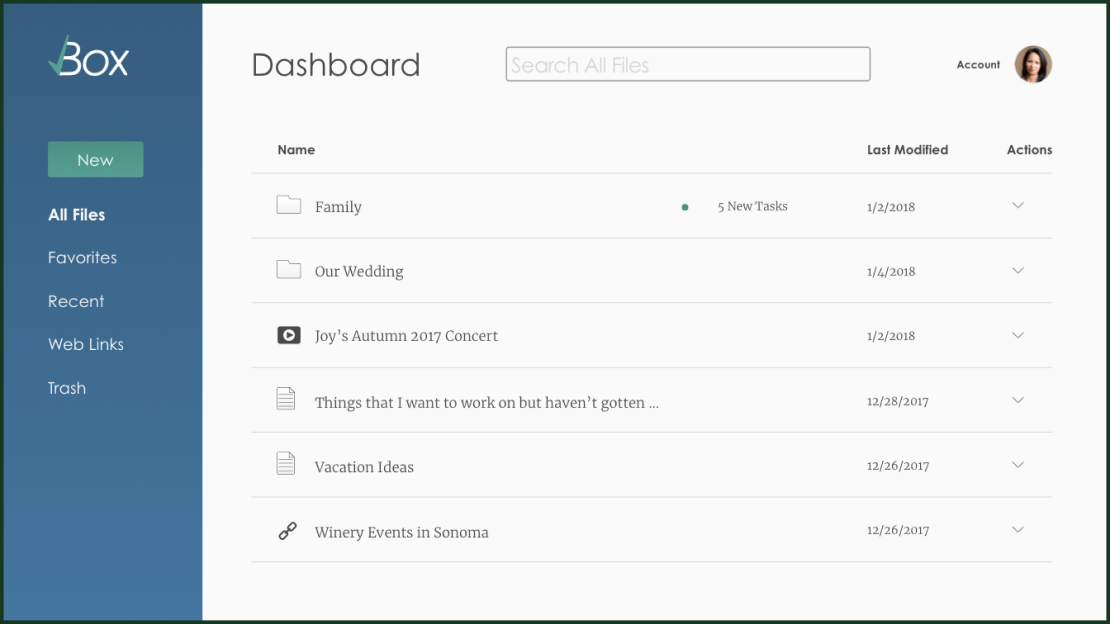 Box
Dashboard
Search All Files
Account
New
All Files
Favorites
Recent
Web Links
Trash
Name Last Modified Actions
Family 5 New Tasks 1/2/2018
Our Wedding 1/4/2018
Joy’s Autumn 2017 Concert 1/2/2018
Things that I want to work on but haven’t gotten ... 12/28/2017
Vacation Ideas 12/26/2017
Winery Events in Sonoma 12/26/2017